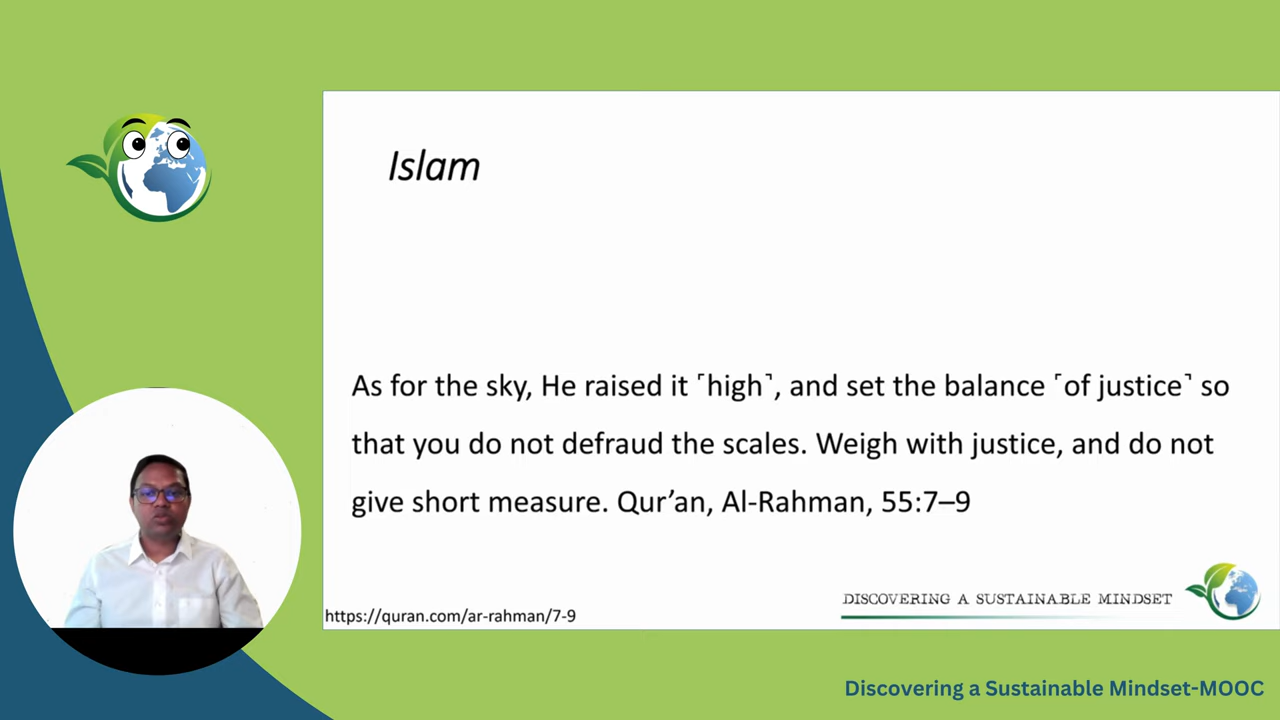 Islam
As for the sky, He raised it ˹high˺, and set the balance ˹of justice˺ so
that you do not defraud the scales. Weigh with justice, and do not
give short measure. Qur’an, Al-Rahman, 55:7–9
https://quran.com/ar-rahman/7-9
DISCOVERING A SUSTAINABLE MINDSET
Discovering a Sustainable Mindset-MOOC